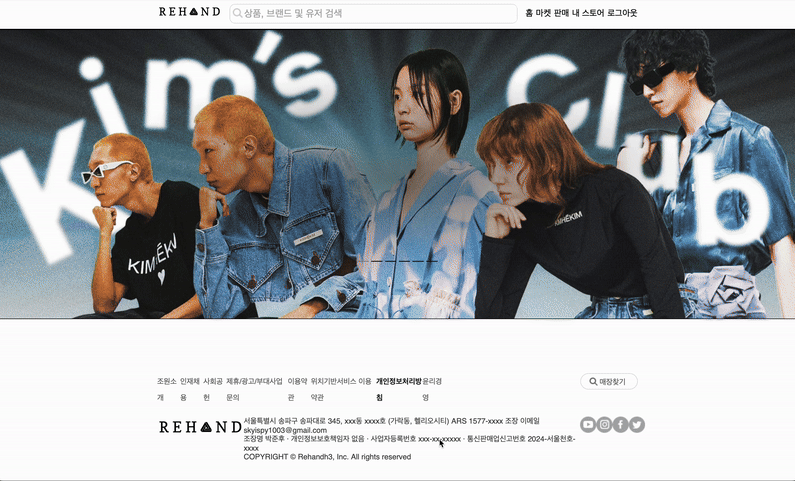 REHAND 상품, 브랜드 및 유저 검색 홈 마켓 판매 내 스토어 로그아웃
Kim's Club
KIMHĒKIM
KIMHĒKIM
조원소개 인재채용 사회공헌 제휴/광고/부대사업문의 이용약관 위치기반서비스 이용약관 개인정보처리방침 윤리경영
매장찾기
REHAND
서울특별시 송파구 송파대로 345, xxx동 xxxx호 (가락동, 헬리오시티) ARS 1577-xxxx 조장 이메일
skyispy1003@gmail.com
조장영 박준후 · 개인정보보호책임자 없음 · 사업자등록번호 xxx-xx-xxxxx · 통신판매업신고번호 2024-서울천호-
xxxx
COPYRIGHT © Rehandh3, Inc. All rights reserved